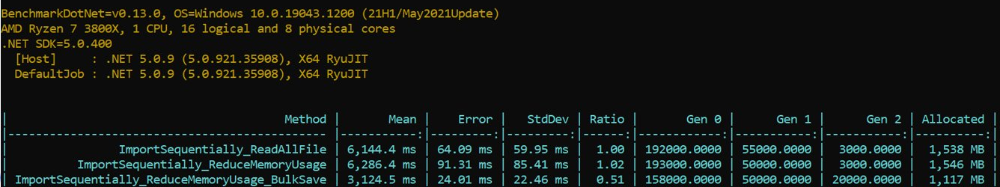 BenchmarkDotNet=v0.13.0, OS=Windows 10.0.19043.1200 (21H1/May2021Update)
AMD Ryzen 7 3800X, 1 CPU, 16 logical and 8 physical cores
.NET SDK=5.0.400
  [Host]     : .NET 5.0.9 (5.0.921.35908), X64 RyuJIT
  DefaultJob : .NET 5.0.9 (5.0.921.35908), X64 RyuJIT
|                                     Method |       Mean |    Error |   StdDev | Ratio |       Gen 0 |      Gen 1 |      Gen 2 | Allocated |
|------------------------------------------- |-----------:|---------:|---------:|------:|------------:|-----------:|-----------:|----------:|
|               ImportSequentially_ReadAllFile | 6,144.4 ms | 64.09 ms | 59.95 ms |  1.00 | 192000.0000 | 55000.0000 |  3000.0000 |  1,538 MB |
|         ImportSequentially_ReduceMemoryUsage | 6,286.4 ms | 91.31 ms | 85.41 ms |  1.02 | 193000.0000 | 50000.0000 |  3000.0000 |  1,546 MB |
| ImportSequentially_ReduceMemoryUsage_BulkSave | 3,124.5 ms | 24.01 ms | 22.46 ms |  0.51 | 158000.0000 | 50000.0000 | 20000.0000 |  1,117 MB |